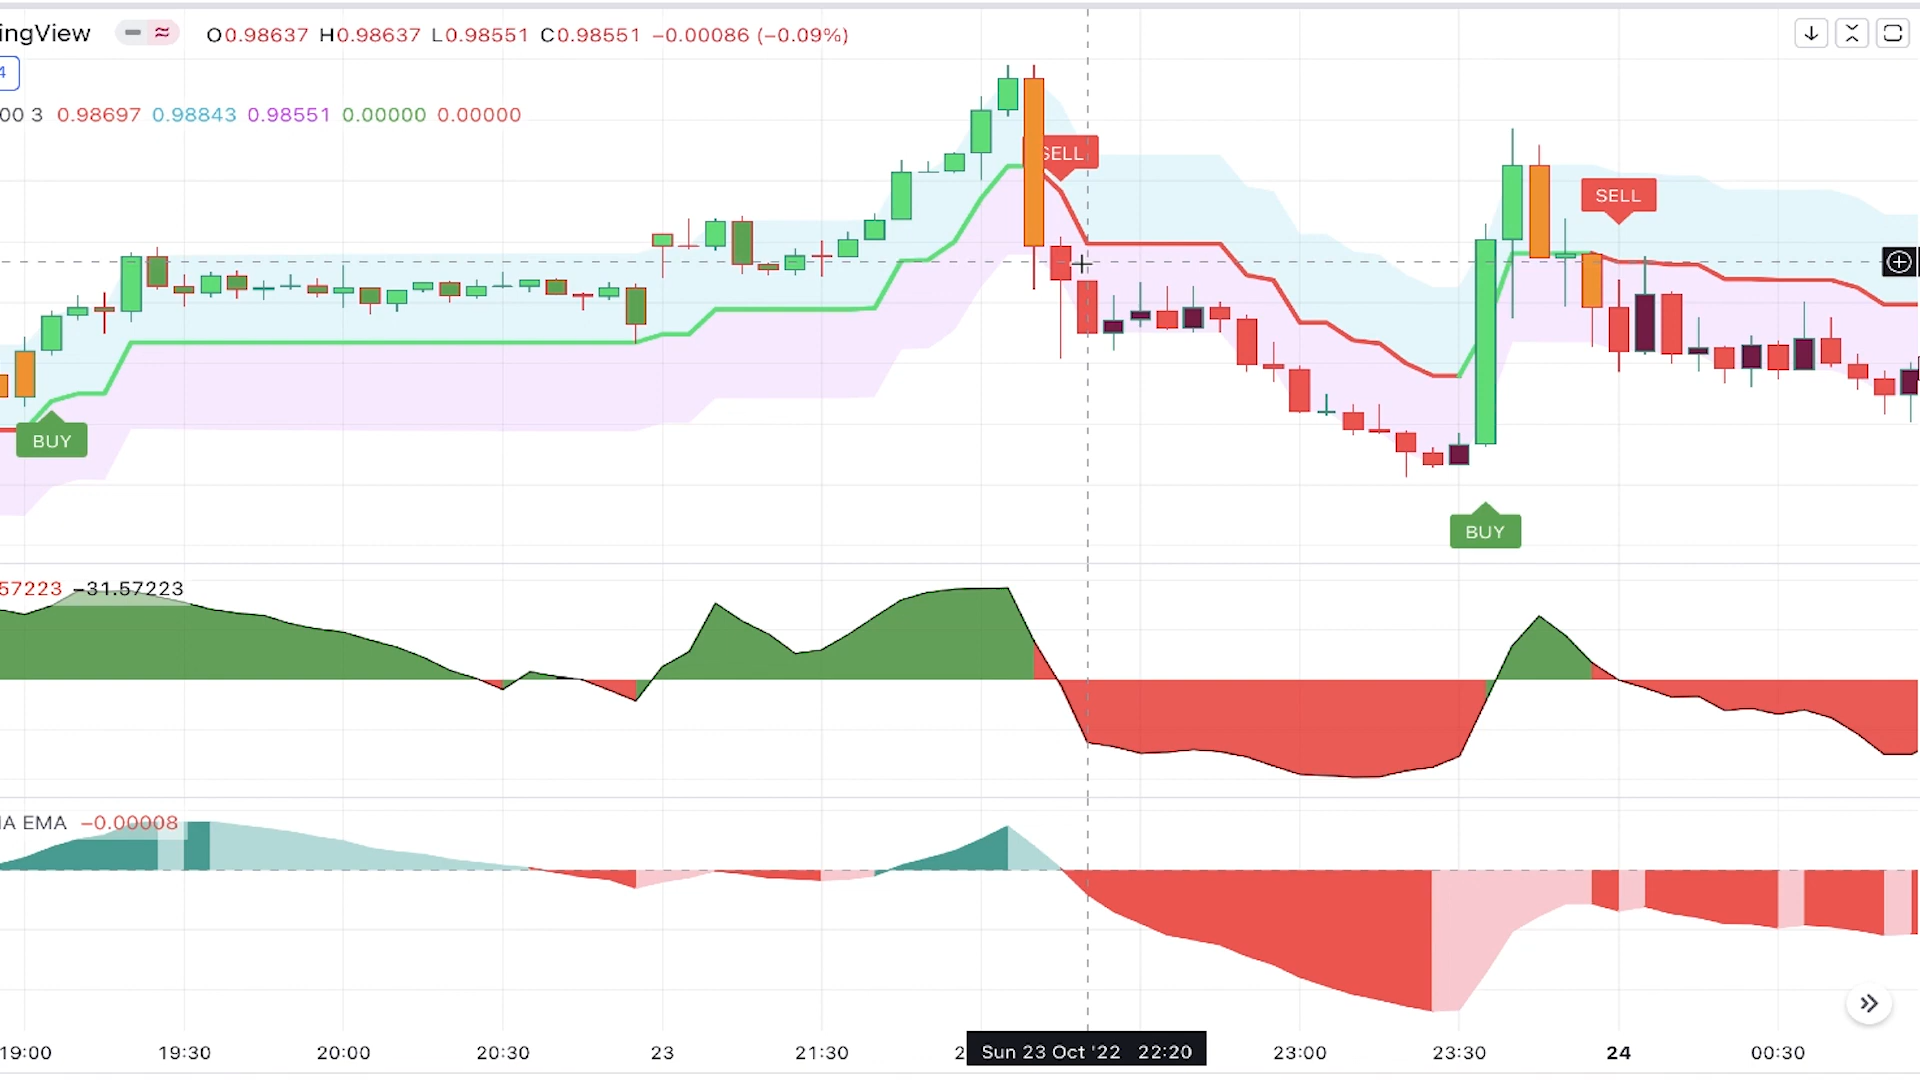 ingView O0.98637 H0.98637 L0.98551 C0.98551 −0.00086 (−0.09%)
4
00 3 0.98697 0.98843 0.98551 0.00000 0.00000
SELL
SELL
BUY
BUY
57223 −31.57223
IA EMA −0.00008
19:00 19:30 20:00 20:30 23 21:30 2 Sun 23 Oct '22 22:20 23:00 23:30 24 00:30